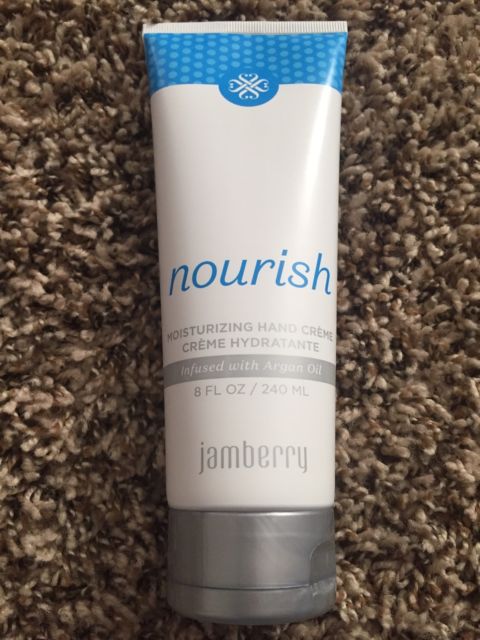 nourish
MOISTURIZING HAND CRÈME
CRÈME HYDRATANTE
Infused with Argan Oil
8 FL OZ / 240 ML
jamberry